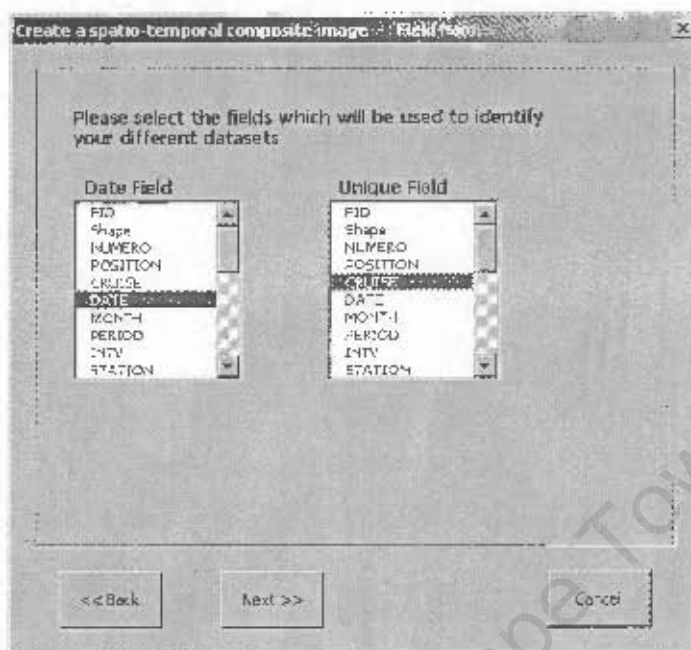 Create a spatio-temporal composite image
Please select the fields which will be used to identify
your different datasets
Date Field
FID
Shape
NUMERO
POSITION
CRUISE
DATE
MONTH
PERIOD
INTV
STATION
Unique Field
FID
Shape
NUMERO
POSITION
CRUISE
DATE
MONTH
PERIOD
INTV
STATION
<< Back
Next >>
Cancel